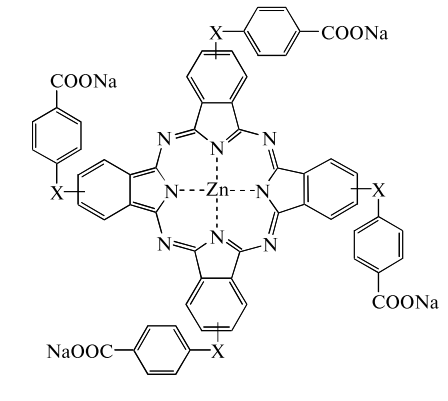 X COONa
COONa
N N
N
X N Zn N X
N N N
COONa
NaOOC X